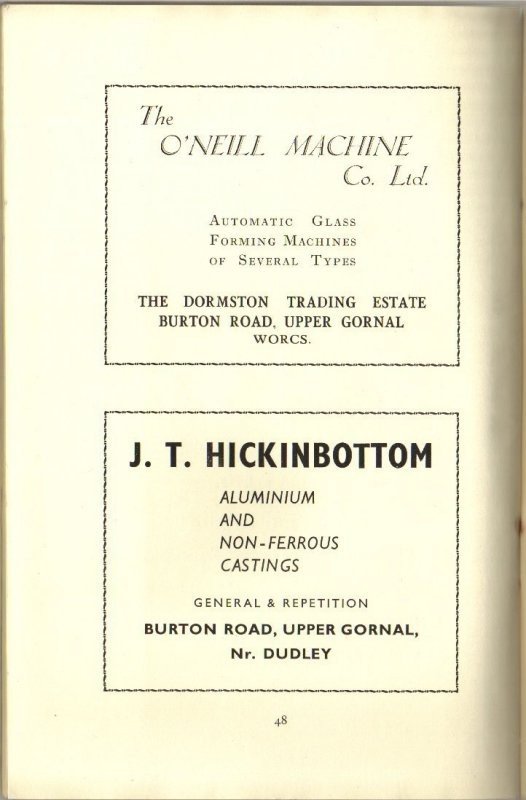 The
O'NEILL MACHINE
Co. Ltd.
AUTOMATIC GLASS
FORMING MACHINES
OF SEVERAL TYPES
THE DORMSTON TRADING ESTATE
BURTON ROAD, UPPER GORNAL
WORCS.
J. T. HICKINBOTTOM
ALUMINIUM
AND
NON-FERROUS
CASTINGS
GENERAL & REPETITION
BURTON ROAD, UPPER GORNAL,
Nr. DUDLEY
48